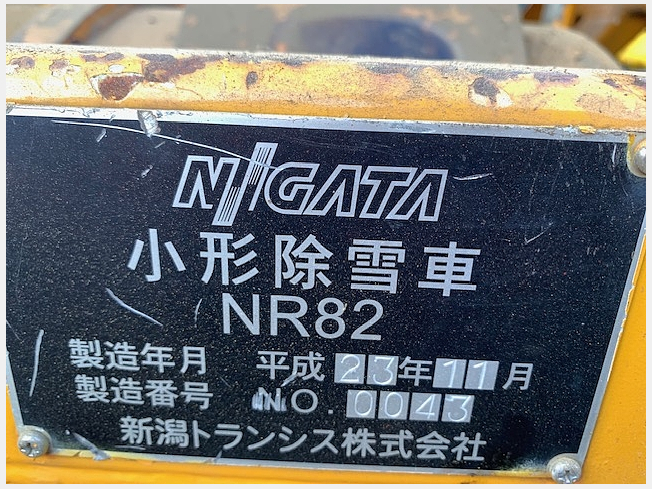 NIIGATA
小形除雪車
NR82
製造年月 平成23年11月
製造番号 NO.0043
新潟トランシス株式会社